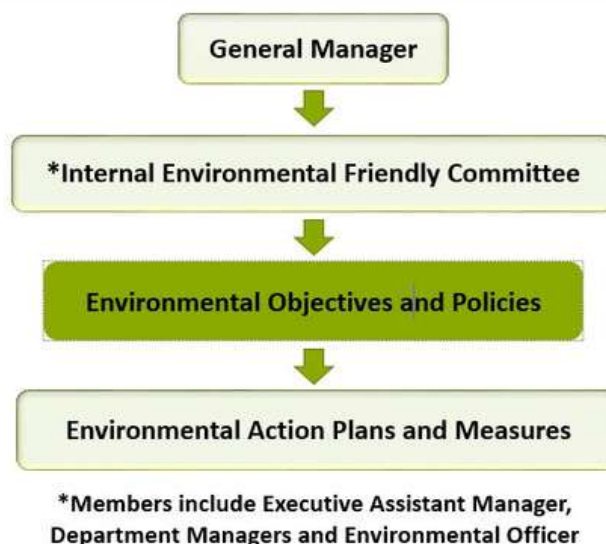 General Manager
*Internal Environmental Friendly Committee
Environmental Objectives and Policies
Environmental Action Plans and Measures
*Members include Executive Assistant Manager,
Department Managers and Environmental Officer